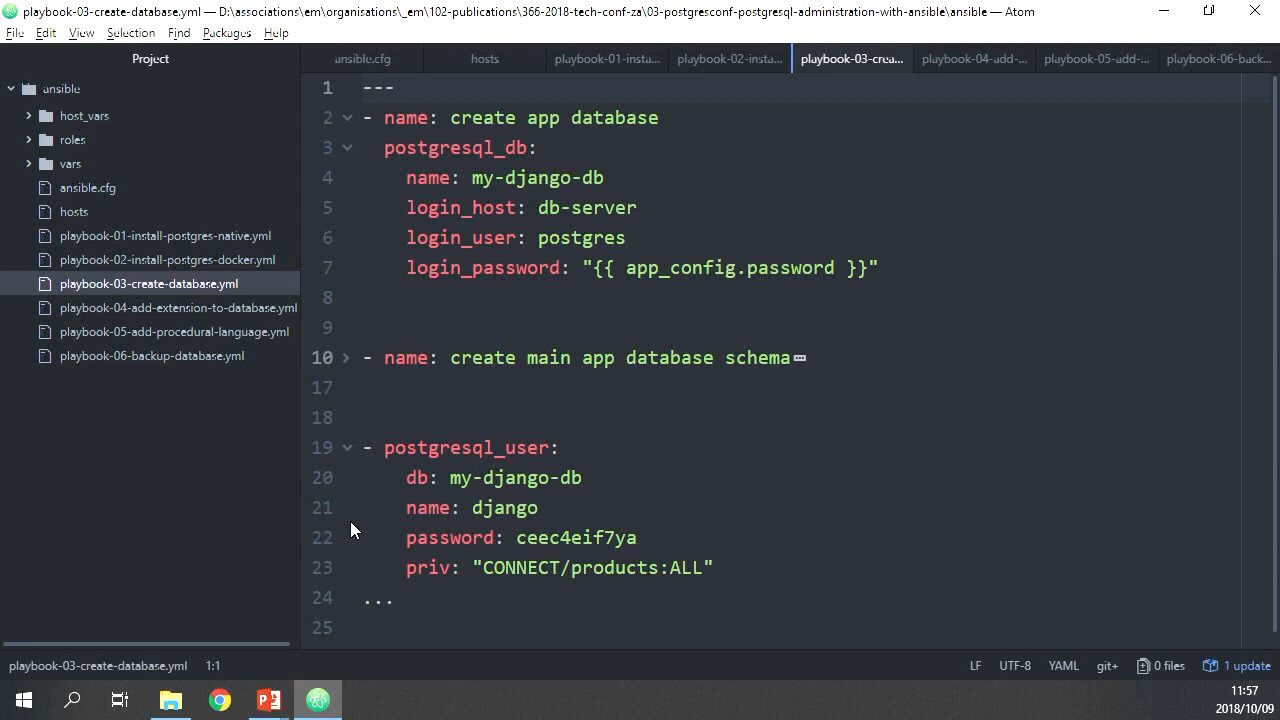 playbook-03-create-database.yml — D:\associations\em\organisations\_em\102-publications\366-2018-tech-conf-za\03-postgresconf-postgresql-administration-with-ansible\ansible — Atom
File Edit View Selection Find Packages Help
Project
ansible.cfg hosts playbook-01-insta... playbook-02-insta... playbook-03-crea... playbook-04-add-... playbook-05-add-... playbook-06-back...
ansible
host_vars
roles
vars
ansible.cfg
hosts
playbook-01-install-postgres-native.yml
playbook-02-install-postgres-docker.yml
playbook-03-create-database.yml
playbook-04-add-extension-to-database.yml
playbook-05-add-procedural-language.yml
playbook-06-backup-database.yml
1 ---
2 - name: create app database
3 postgresql_db:
4 name: my-django-db
5 login_host: db-server
6 login_user: postgres
7 login_password: "{{ app_config.password }}"
8
9
10 - name: create main app database schema
17
18
19 - postgresql_user:
20 db: my-django-db
21 name: django
22 password: ceec4eif7ya
23 priv: "CONNECT/products:ALL"
24 ...
25
playbook-03-create-database.yml 1:1 LF UTF-8 YAML git+ 0 files 1 update
11:57
2018/10/09